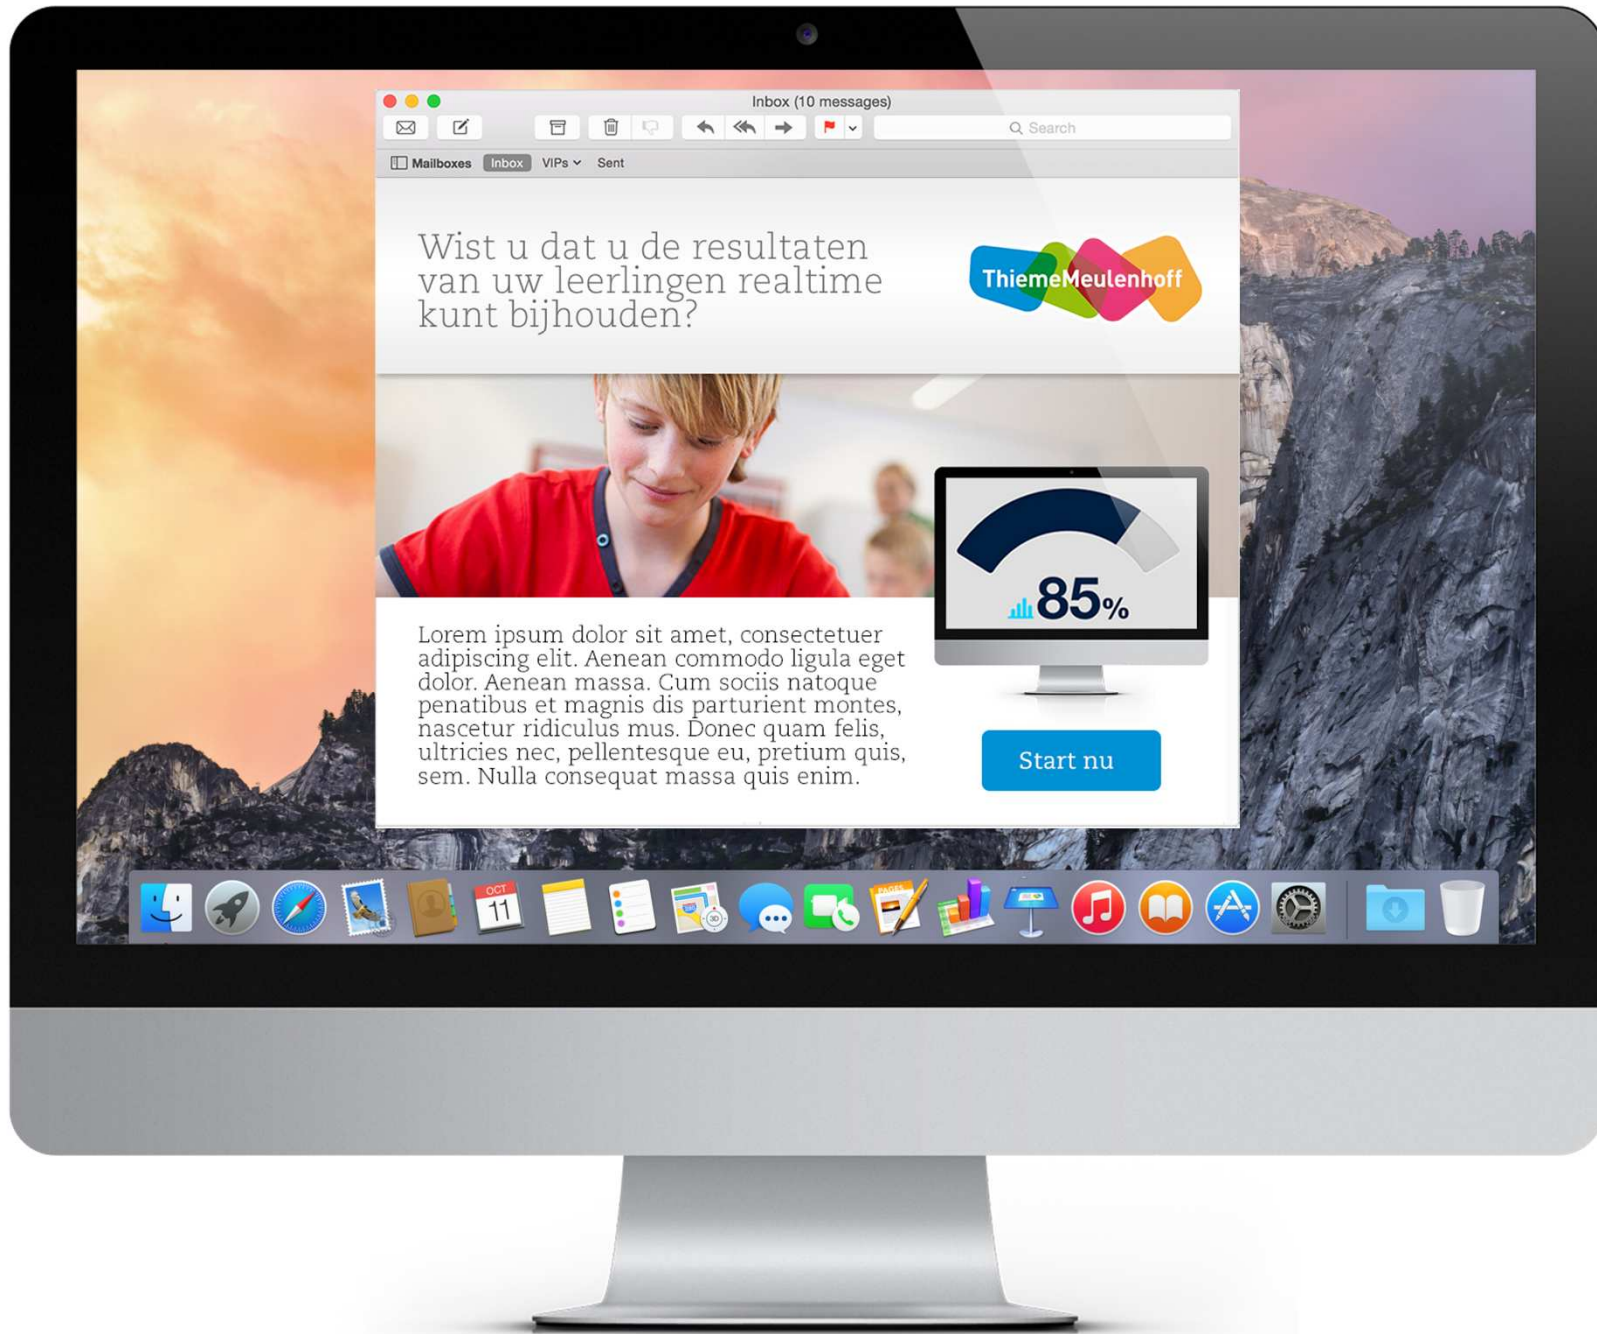 Inbox (10 messages)
Search
Mailboxes Inbox VIPs Sent
Wist u dat u de resultaten
van uw leerlingen realtime
kunt bijhouden?
ThiemeMeulenhoff
85%
Lorem ipsum dolor sit amet, consectetuer
adipiscing elit. Aenean commodo ligula eget
dolor. Aenean massa. Cum sociis natoque
penatibus et magnis dis parturient montes,
nascetur ridiculus mus. Donec quam felis,
ultricies nec, pellentesque eu, pretium quis,
sem. Nulla consequat massa quis enim.
Start nu
OCT
11
3D
PAGES